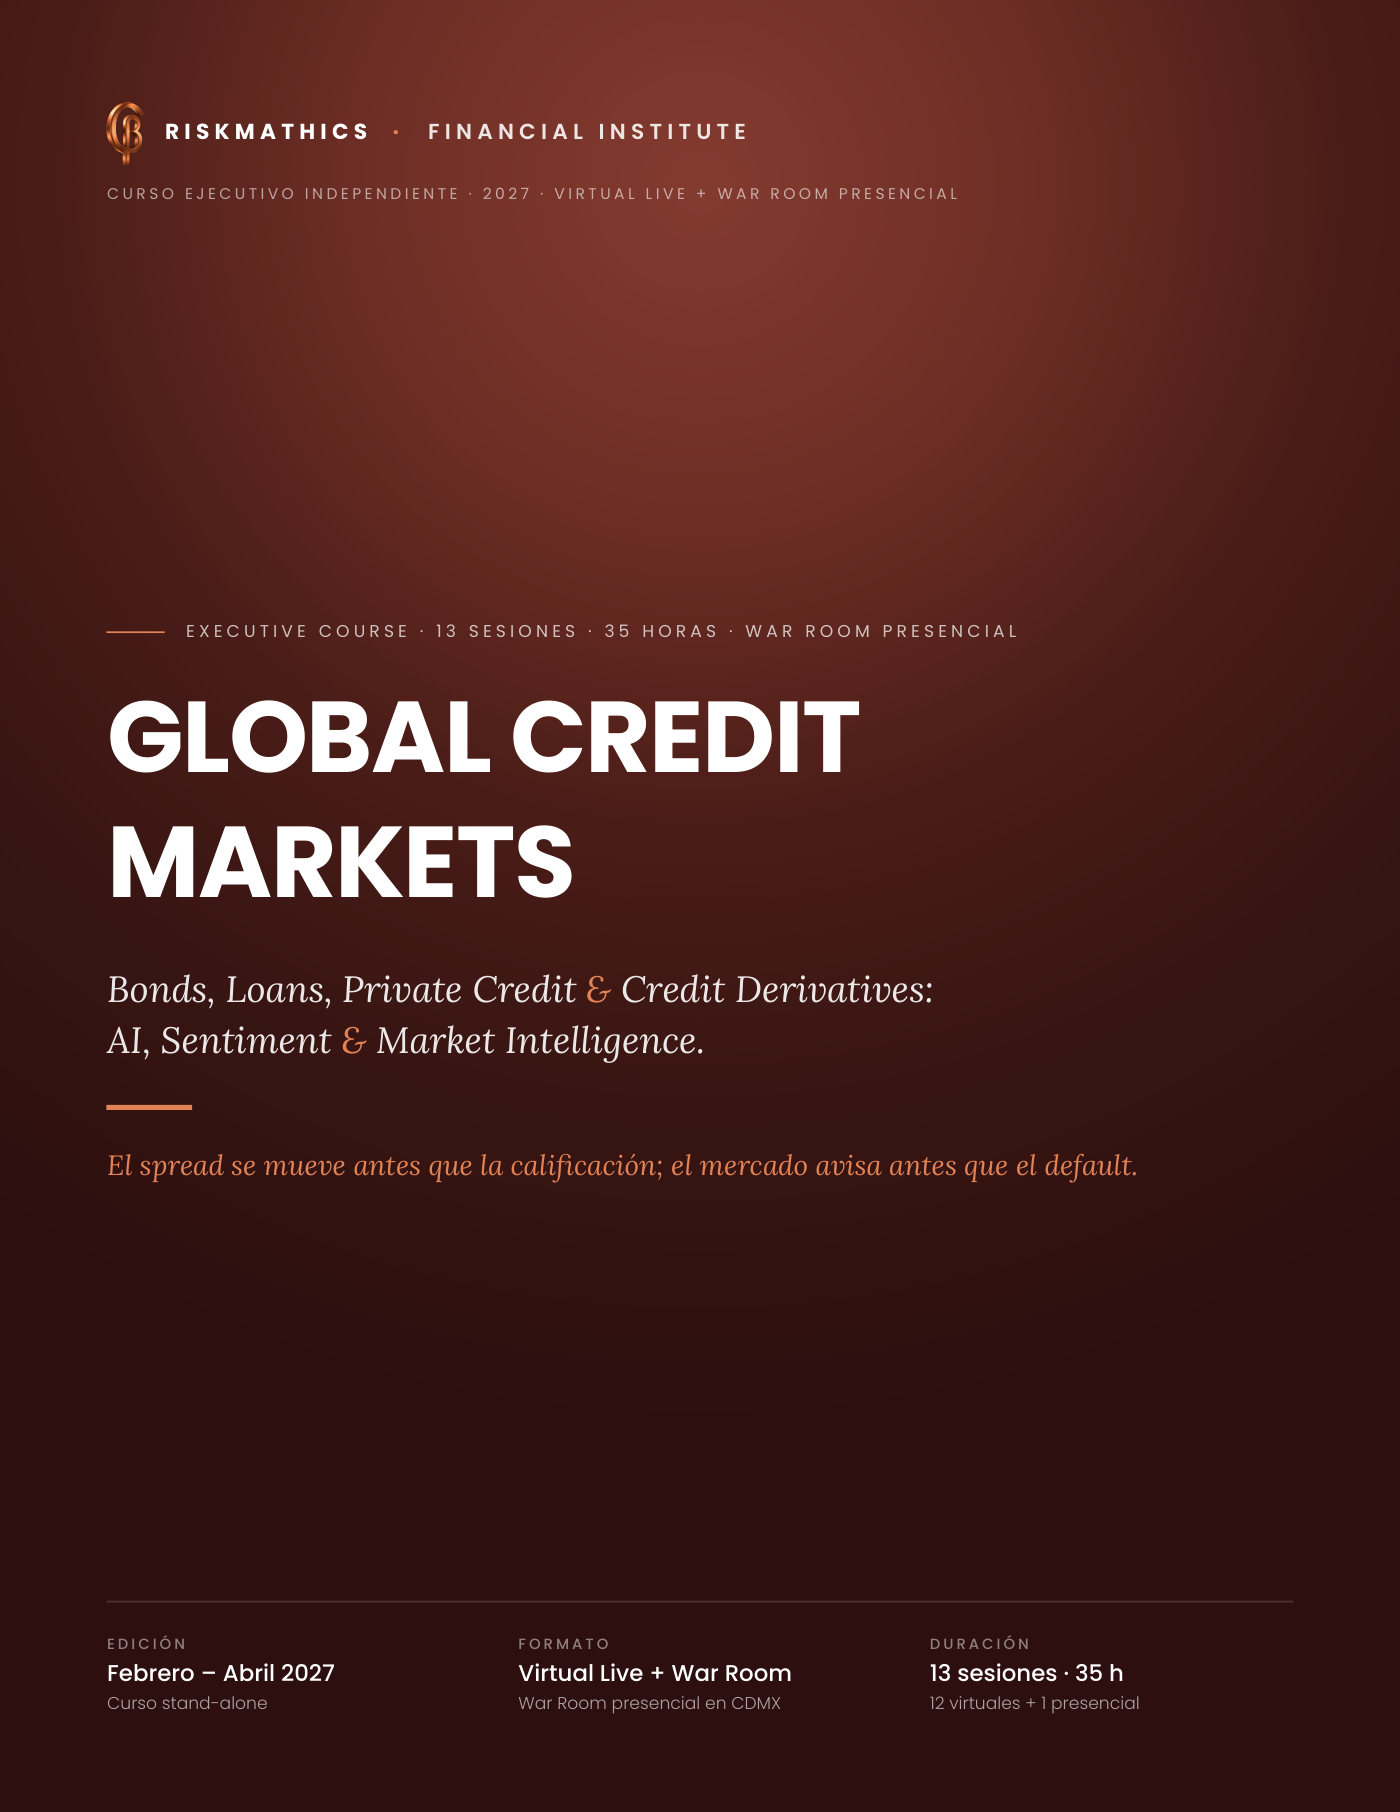 RISKMATHICS · FINANCIAL INSTITUTE
CURSO EJECUTIVO INDEPENDIENTE · 2027 · VIRTUAL LIVE + WAR ROOM PRESENCIAL
EXECUTIVE COURSE · 13 SESIONES · 35 HORAS · WAR ROOM PRESENCIAL
GLOBAL CREDIT
MARKETS
Bonds, Loans, Private Credit & Credit Derivatives:
AI, Sentiment & Market Intelligence.
El spread se mueve antes que la calificación; el mercado avisa antes que el default.
EDICIÓN
Febrero – Abril 2027
Curso stand-alone
FORMATO
Virtual Live + War Room
War Room presencial en CDMX
DURACIÓN
13 sesiones · 35 h
12 virtuales + 1 presencial